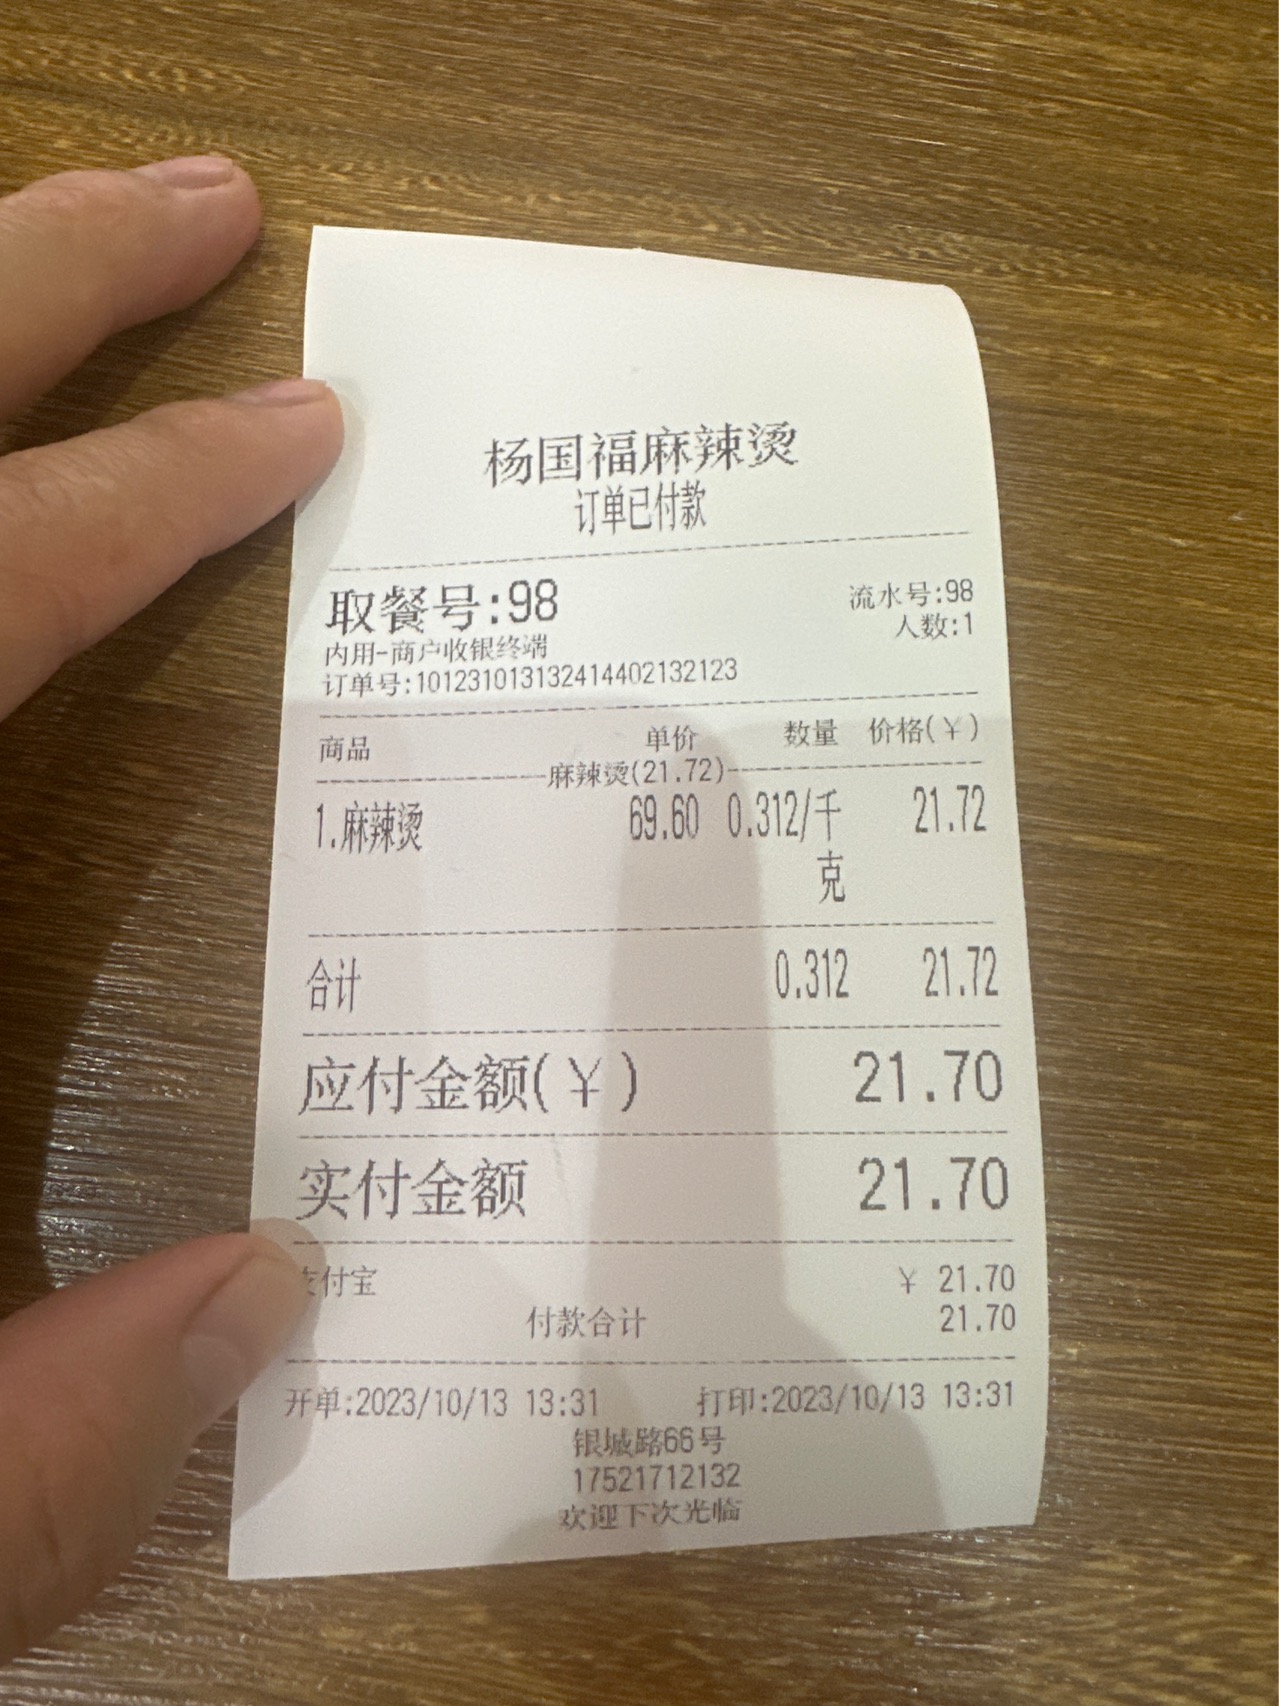 杨国福麻辣烫
订单已付款
取餐号:98
流水号:98
内用-商户收银终端
人数:1
订单号:10123101313241440213 2123
商品 单价 数量 价格(￥)
麻辣烫(21.72)
1.麻辣烫 69.60 0.312/千克 21.72
合计 0.312 21.72
应付金额(￥) 21.70
实付金额 21.70
支付宝 ￥ 21.70
付款合计 21.70
开单:2023/10/13 13:31 打印:2023/10/13 13:31
银城路66号
17521712132
欢迎下次光临